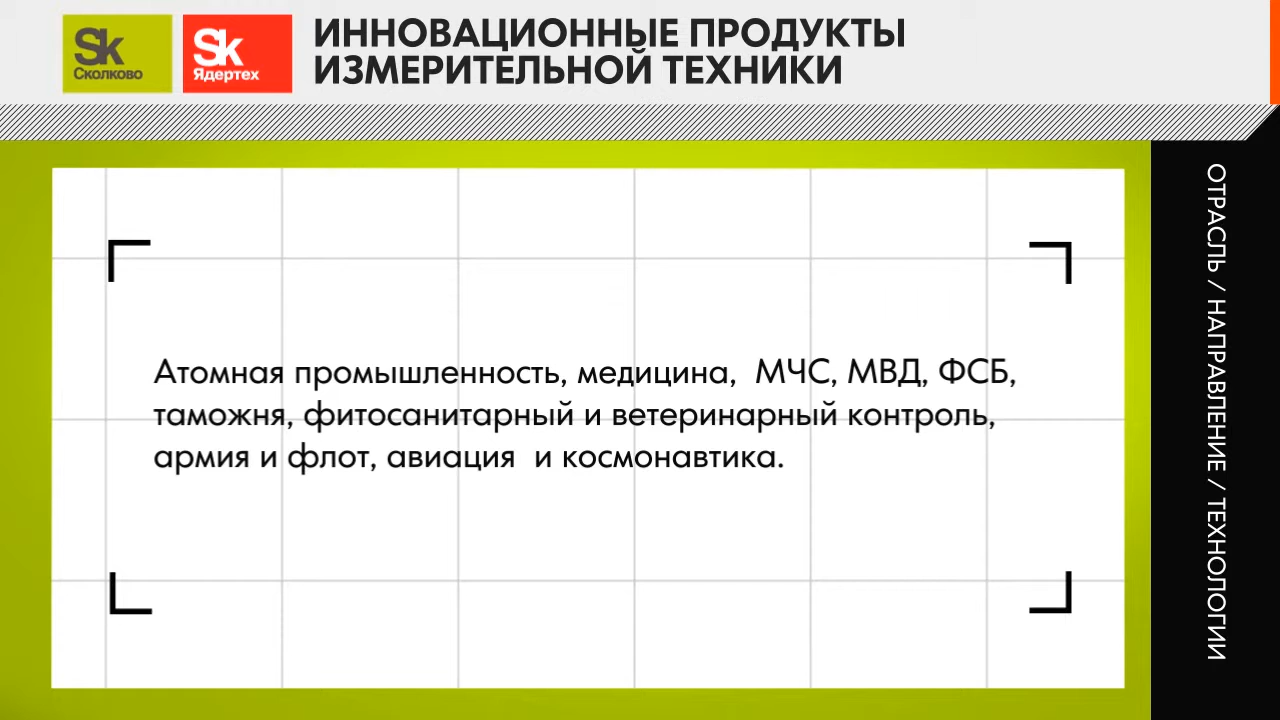 Sk
Сколково
Sk
Ядертех
ИННОВАЦИОННЫЕ ПРОДУКТЫ
ИЗМЕРИТЕЛЬНОЙ ТЕХНИКИ
Атомная промышленность, медицина,  МЧС, МВД, ФСБ,
таможня, фитосанитарный и ветеринарный контроль,
армия и флот, авиация  и космонавтика.
ОТРАСЛЬ / НАПРАВЛЕНИЕ / ТЕХНОЛОГИИ